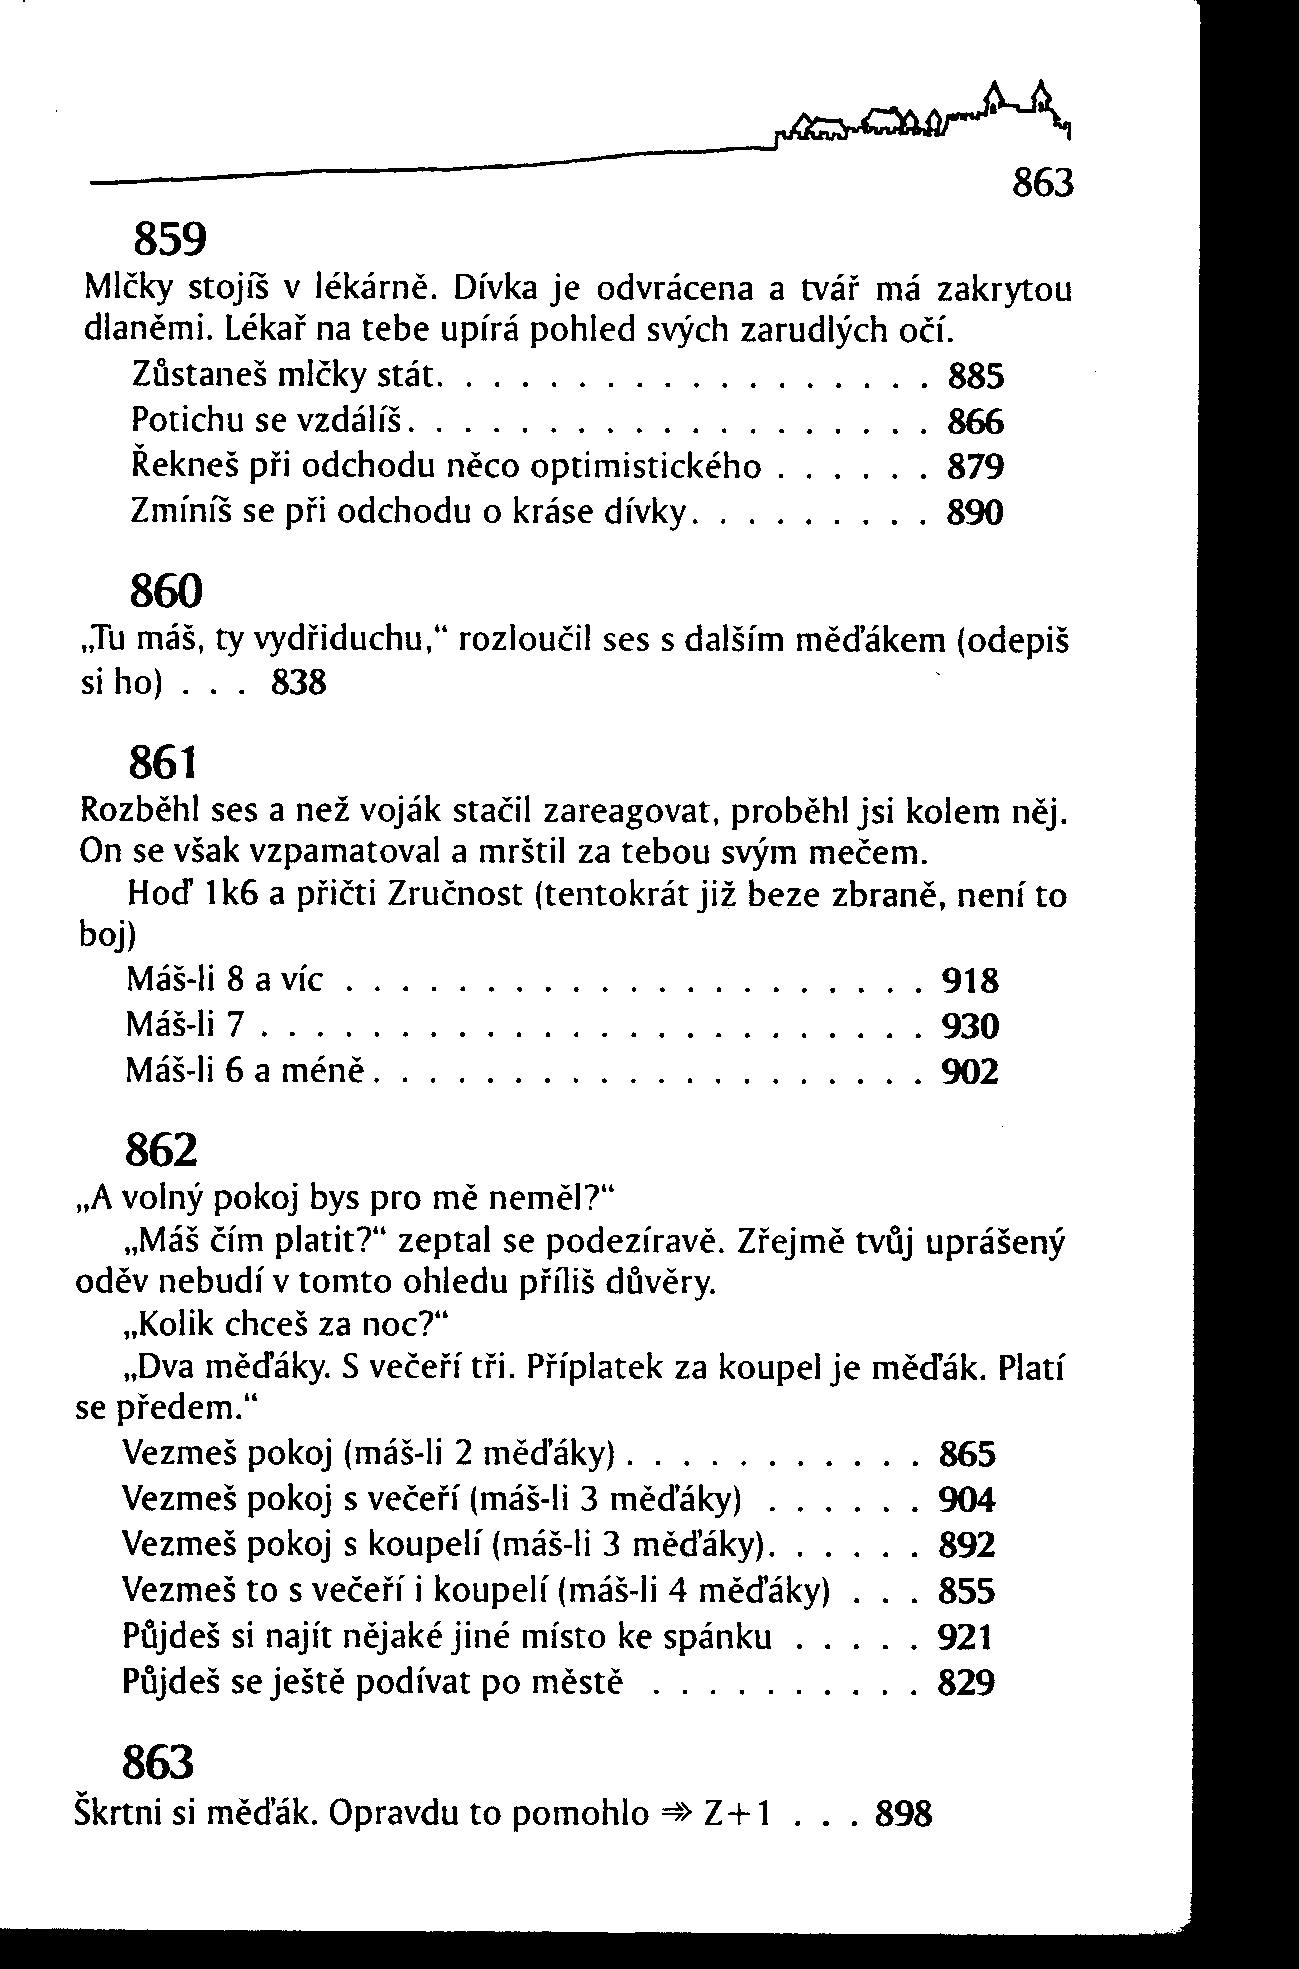 863
859
Mlčky stojíš v lékárně. Dívka je odvrácena a tvář má zakrytou
dlaněmi. Lékař na tebe upírá pohled svých zarudlých očí.
Zůstaneš mlčky stát. . . . . . . . . . . . . . . . . . 885
Potichu se vzdálíš. . . . . . . . . . . . . . . . . . . 866
Řekneš při odchodu něco optimistického . . . . . . 879
Zmíníš se při odchodu o kráse dívky. . . . . . . . . 890
860
„Tu máš, ty vydřiduchu,“ rozloučil ses s dalším měďákem (odepiš
si ho) . . . 838
861
Rozběhl ses a než voják stačil zareagovat, proběhl jsi kolem něj.
On se však vzpamatoval a mrštil za tebou svým mečem.
Hoď 1k6 a přičti Zručnost (tentokrát již beze zbraně, není to
boj)
Máš-li 8 a víc . . . . . . . . . . . . . . . . . . . . . 918
Máš-li 7 . . . . . . . . . . . . . . . . . . . . . . . . 930
Máš-li 6 a méně . . . . . . . . . . . . . . . . . . . . 902
862
„A volný pokoj bys pro mě neměl?“
„Máš čím platit?“ zeptal se podezíravě. Zřejmě tvůj uprášený
oděv nebudí v tomto ohledu příliš důvěry.
„Kolik chceš za noc?“
„Dva měďáky. S večeří tři. Příplatek za koupel je měďák. Platí
se předem.“
Vezmeš pokoj (máš-li 2 měďáky) . . . . . . . . . . . 865
Vezmeš pokoj s večeří (máš-li 3 měďáky) . . . . . . 904
Vezmeš pokoj s koupelí (máš-li 3 měďáky). . . . . . 892
Vezmeš to s večeří i koupelí (máš-li 4 měďáky) . . . 855
Půjdeš si najít nějaké jiné místo ke spánku . . . . . 921
Půjdeš se ještě podívat po městě . . . . . . . . . . 829
863
Škrtni si měďák. Opravdu to pomohlo ⇛ Z+1 . . . 898